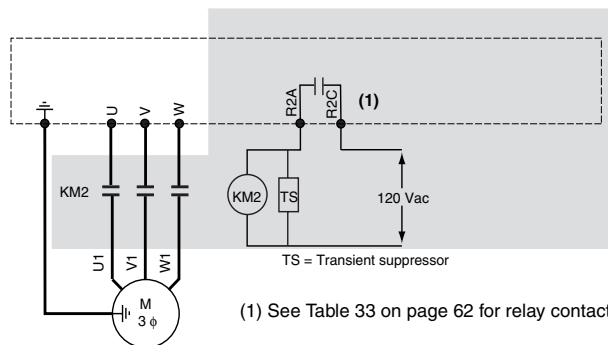 U
V
W
R2A
R2C
(1)
KM2
KM2
TS
120 Vac
TS = Transient suppressor
U1
V1
W1
M
3 ϕ
(1) See Table 33 on page 62 for relay contact